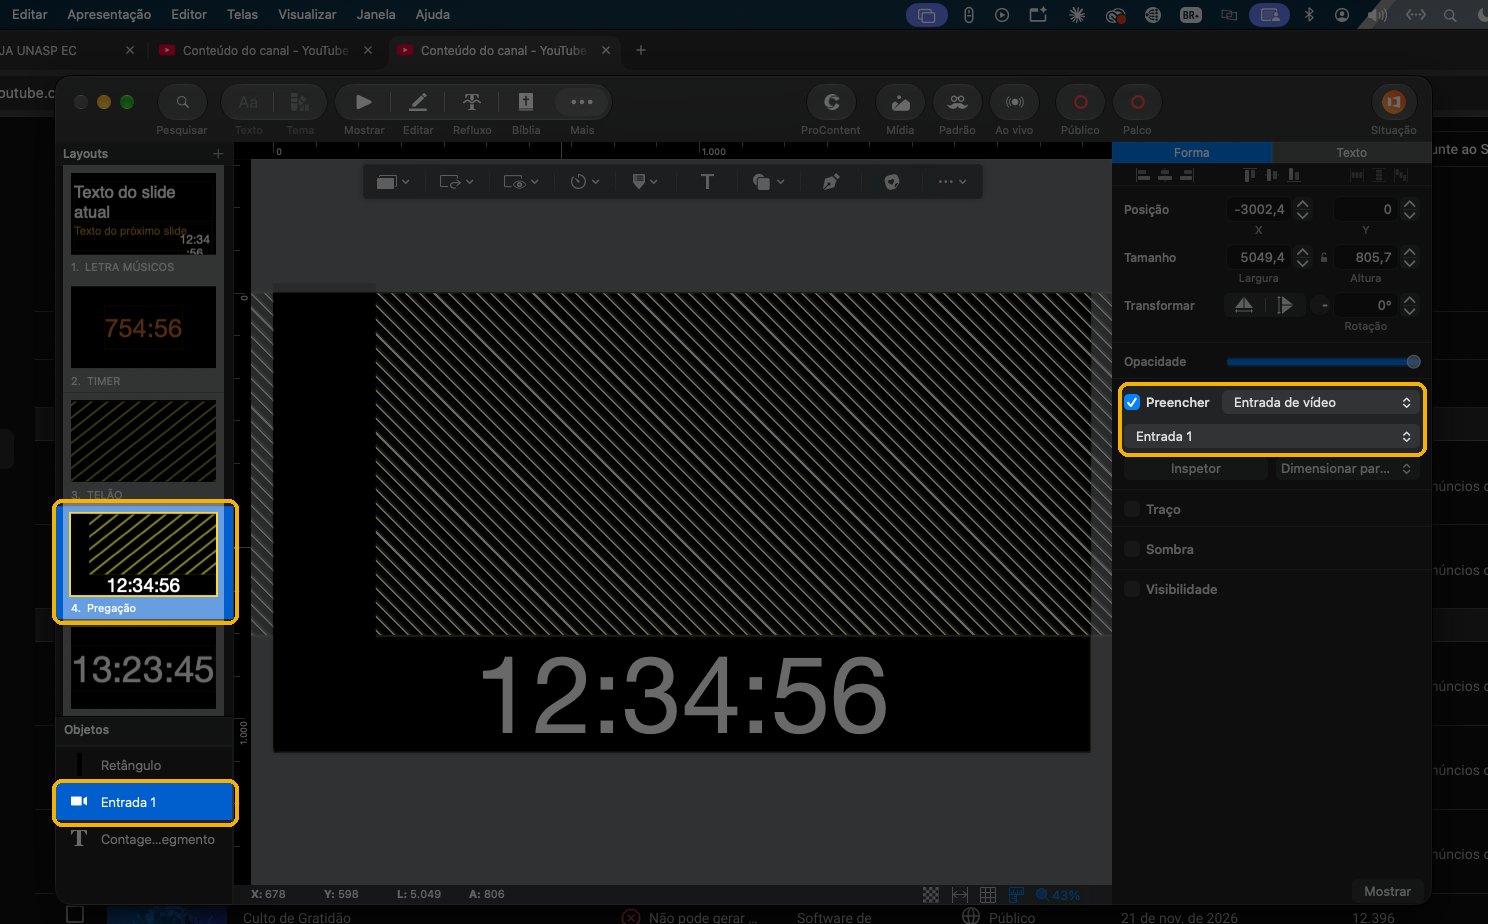 Editar Apresentação Editor Telas Visualizar Janela Ajuda
BR
JA UNASP EC
Conteúdo do canal - YouTube
Conteúdo do canal - YouTube
outube.c
Pesquisar
Aa
Texto
Tema
Mostrar
Editar
Refluxo
Bíblia
Mais
ProContent
Mídia
Padrão
Ao vivo
Público
Palco
Situação
Layouts
Texto do slide atual
Texto do próximo slide
12:34
:56
1. LETRA MÚSICOS
754:56
2. TIMER
3. TELÃO
12:34:56
4. Pregação
13:23:45
Objetos
Retângulo
Entrada 1
Contage...egmento
0
1.000
0
1.000
12:34:56
X: 678 Y: 598 L: 5.049 A: 806
43%
Forma
Texto
Posição -3002,4 0
X Y
Tamanho 5049,4 805,7
Largura Altura
Transformar 0°
Rotação
Opacidade
Preencher Entrada de vídeo
Entrada 1
Inspetor Dimensionar par...
Traço
Sombra
Visibilidade
Mostrar
unte ao S
núncios c
núncios c
núncios c
núncios c
núncios c
Culto de Gratidão
Não pode gerar ...
Software de
Público
21 de nov. de 2026
12.396